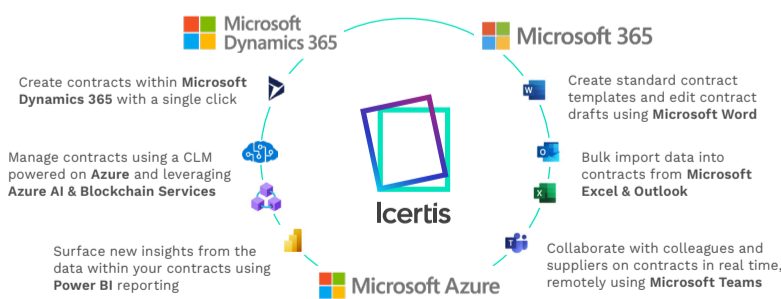 Microsoft
Dynamics 365
Microsoft 365
Create contracts within Microsoft
Dynamics 365 with a single click
Manage contracts using a CLM
powered on Azure and leveraging
Azure AI & Blockchain Services
Surface new insights from the
data within your contracts using
Power BI reporting
Icertis
Microsoft Azure
W
Create standard contract
templates and edit contract
drafts using Microsoft Word
O
X
Bulk import data into
contracts from Microsoft
Excel & Outlook
T
Collaborate with colleagues and
suppliers on contracts in real time,
remotely using Microsoft Teams